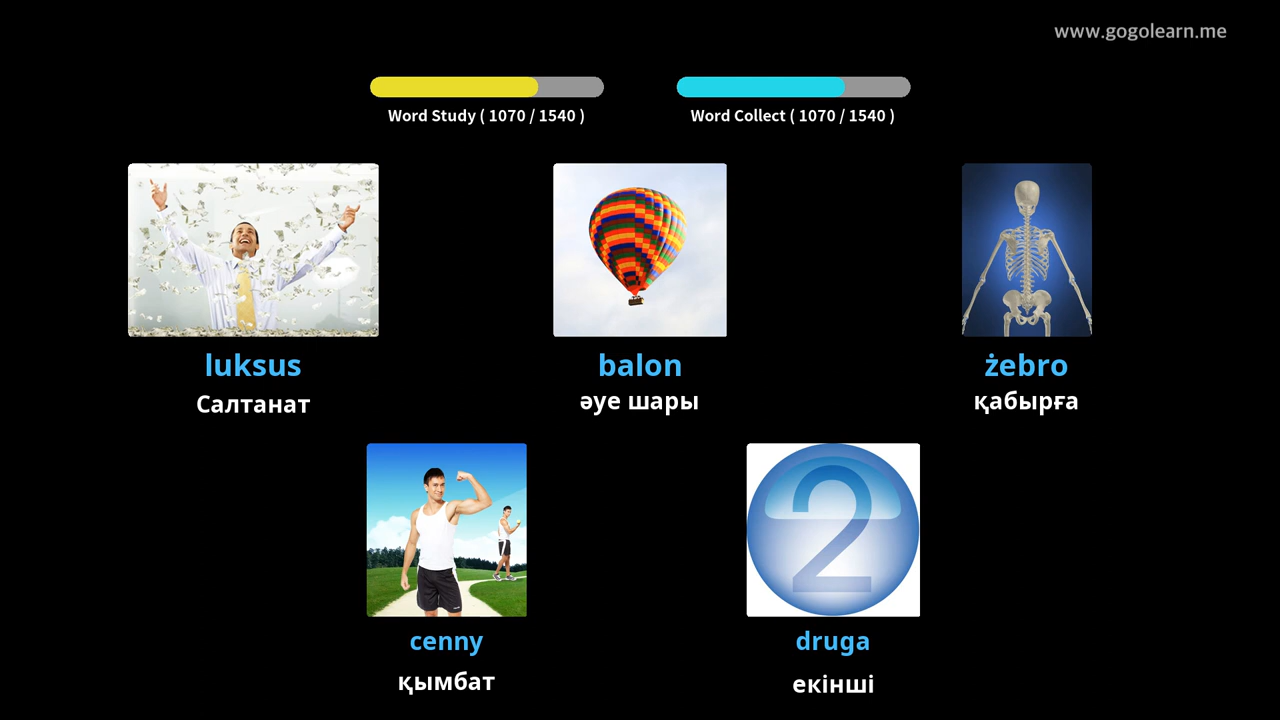 www.gogolearn.me
Word Study ( 1070 / 1540 )
Word Collect ( 1070 / 1540 )
luksus
Салтанат
balon
әуе шары
żebro
қабырға
cenny
қымбат
2
druga
екінші